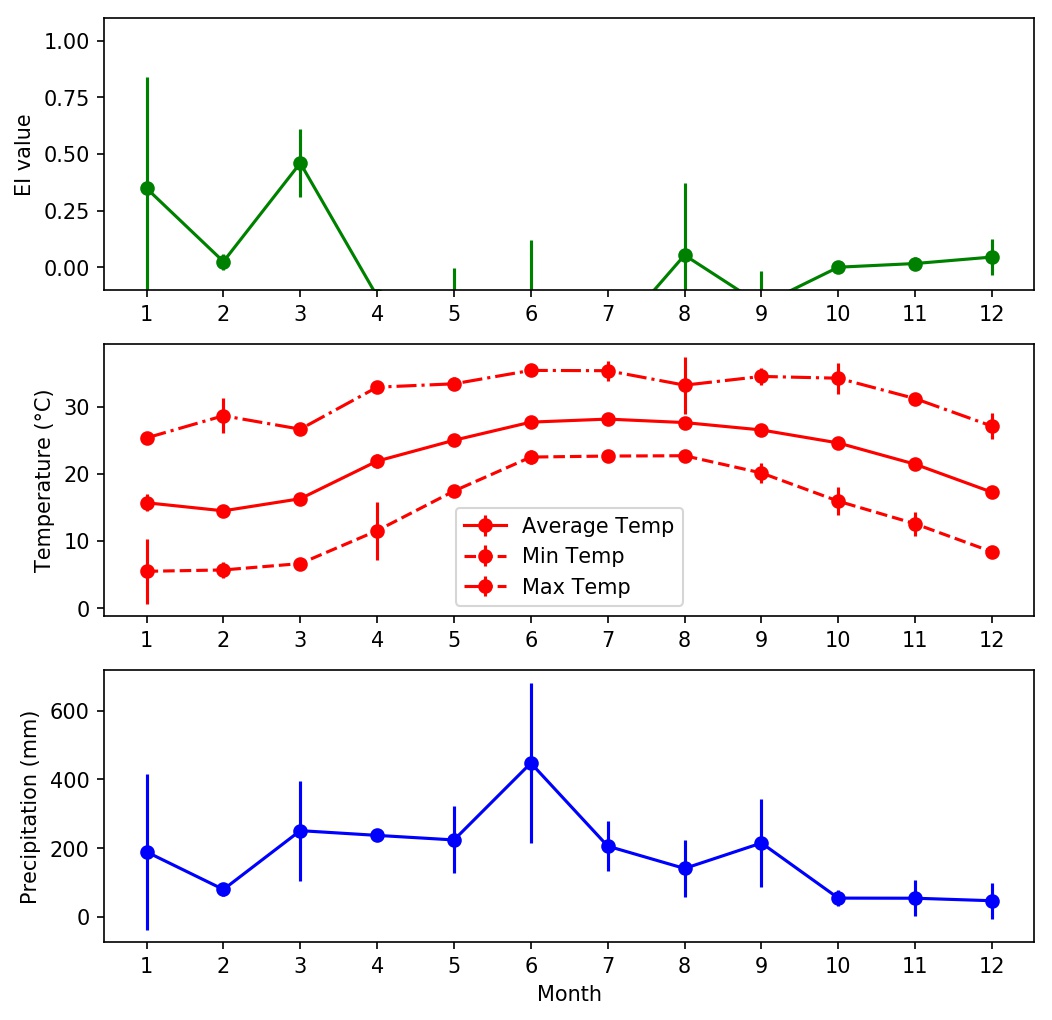 EI value
1.00
0.75
0.50
0.25
0.00
1 2 3 4 5 6 7 8 9 10 11 12
Temperature (°C)
30
20
10
0
Average Temp
Min Temp
Max Temp
1 2 3 4 5 6 7 8 9 10 11 12
Precipitation (mm)
600
400
200
0
1 2 3 4 5 6 7 8 9 10 11 12
Month